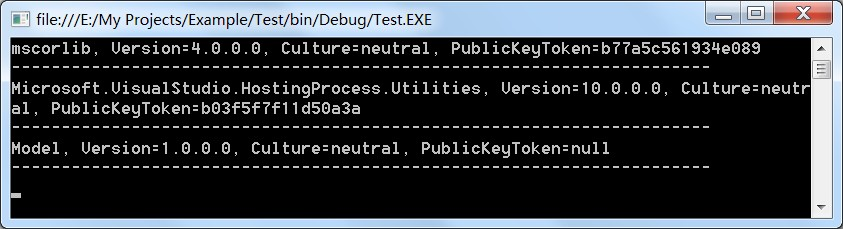 file:///E:/My Projects/Example/Test/bin/Debug/Test.EXE
mscorlib, Version=4.0.0.0, Culture=neutral, PublicKeyToken=b77a5c561934e089
----------------------------------------------------------------------
Microsoft.VisualStudio.HostingProcess.Utilities, Version=10.0.0.0, Culture=neutr
al, PublicKeyToken=b03f5f7f11d50a3a
----------------------------------------------------------------------
Model, Version=1.0.0.0, Culture=neutral, PublicKeyToken=null
----------------------------------------------------------------------